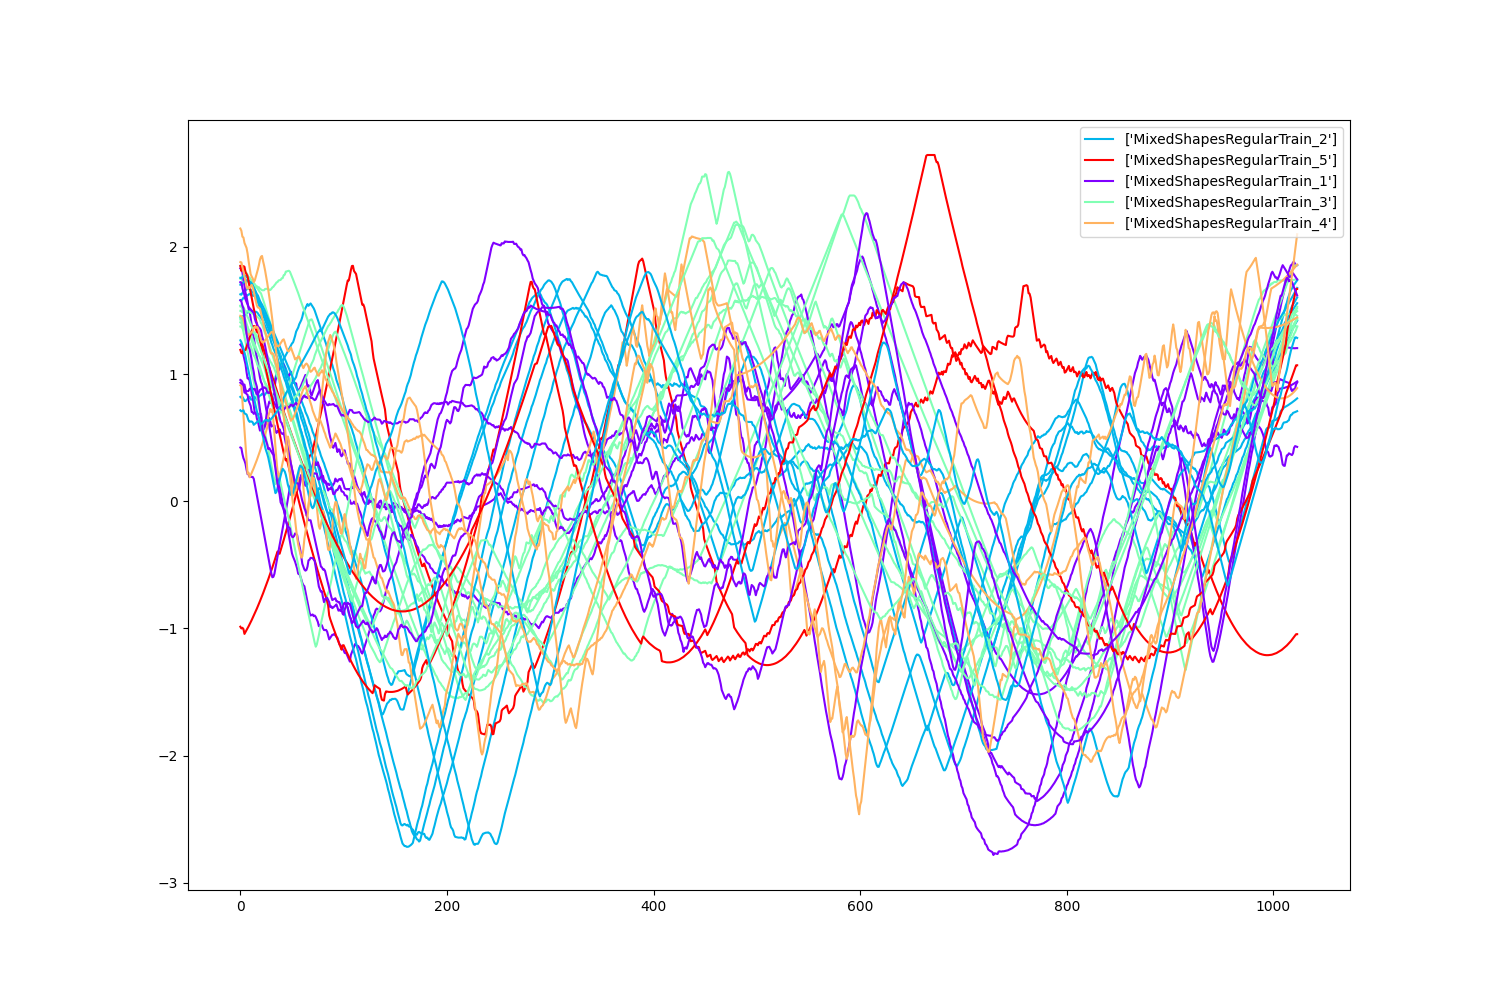 ['MixedShapesRegularTrain_2']
['MixedShapesRegularTrain_5']
['MixedShapesRegularTrain_1']
['MixedShapesRegularTrain_3']
['MixedShapesRegularTrain_4']
2
1
0
−1
−2
−3
0 200 400 600 800 1000